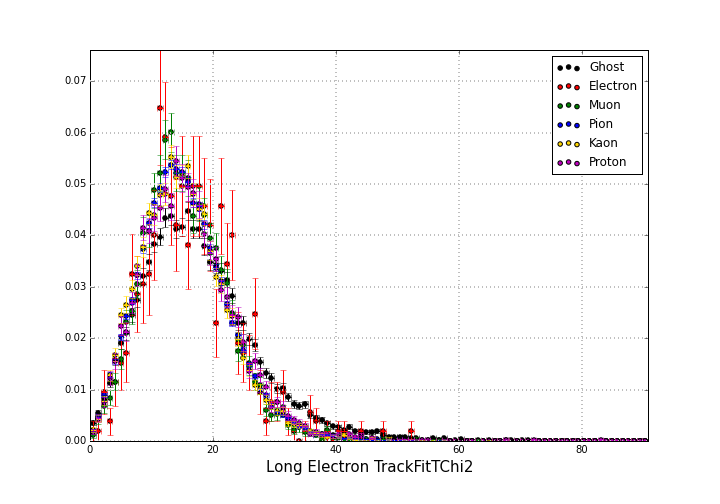 0.07
0.06
0.05
0.04
0.03
0.02
0.01
0.00
0 20 40 60 80
Long Electron TrackFitTChi2
Ghost
Electron
Muon
Pion
Kaon
Proton